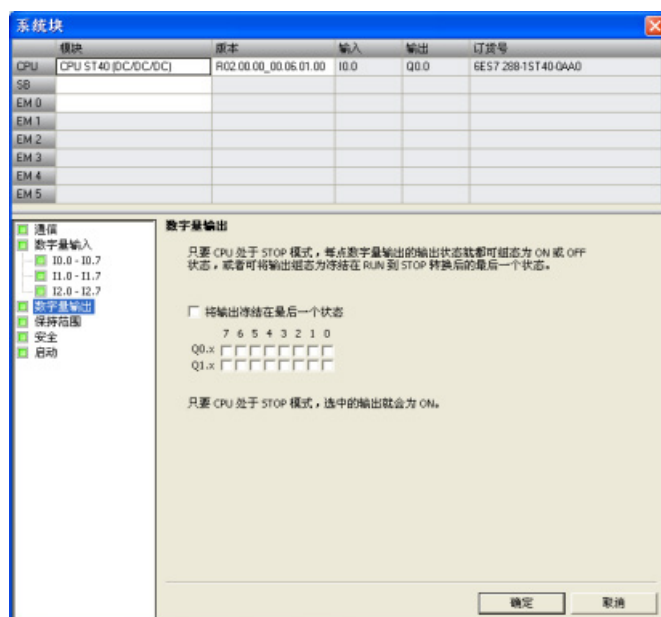 系统块
模块 版本 输入 输出 订货号
CPU CPU ST40 (DC/DC/DC) R02.00.00_00.06.01.00 I0.0 Q0.0 6ES7 288-1ST40-0AA0
SB
EM 0
EM 1
EM 2
EM 3
EM 4
EM 5
通信
数字量输入
I0.0 - I0.7
I1.0 - I1.7
I2.0 - I2.7
数字量输出
保持范围
安全
启动
数字量输出
只要 CPU 处于 STOP 模式，每点数字量输出的输出状态就都可组态为 ON 或 OFF
状态，或者可将输出组态为冻结在 RUN 到 STOP 转换后的最后一个状态。
将输出冻结在最后一个状态
7 6 5 4 3 2 1 0
Q0.x
Q1.x
只要 CPU 处于 STOP 模式，选中的输出就会为 ON。
确定
取消